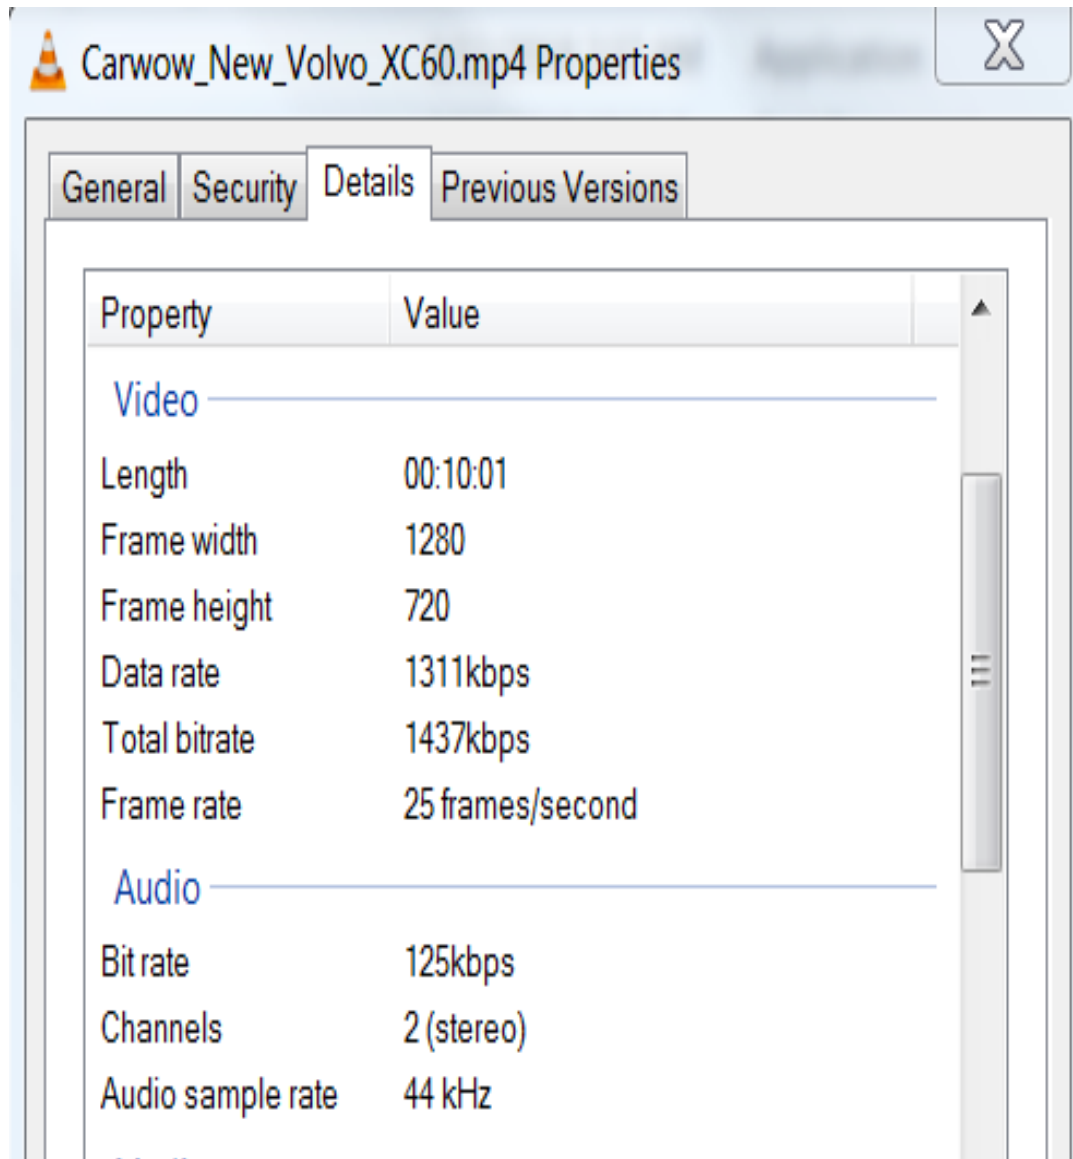 Carwow_New_Volvo_XC60.mp4 Properties
General Security Details Previous Versions
Property Value
Video
Length 00:10:01
Frame width 1280
Frame height 720
Data rate 1311kbps
Total bitrate 1437kbps
Frame rate 25 frames/second
Audio
Bit rate 125kbps
Channels 2 (stereo)
Audio sample rate 44 kHz